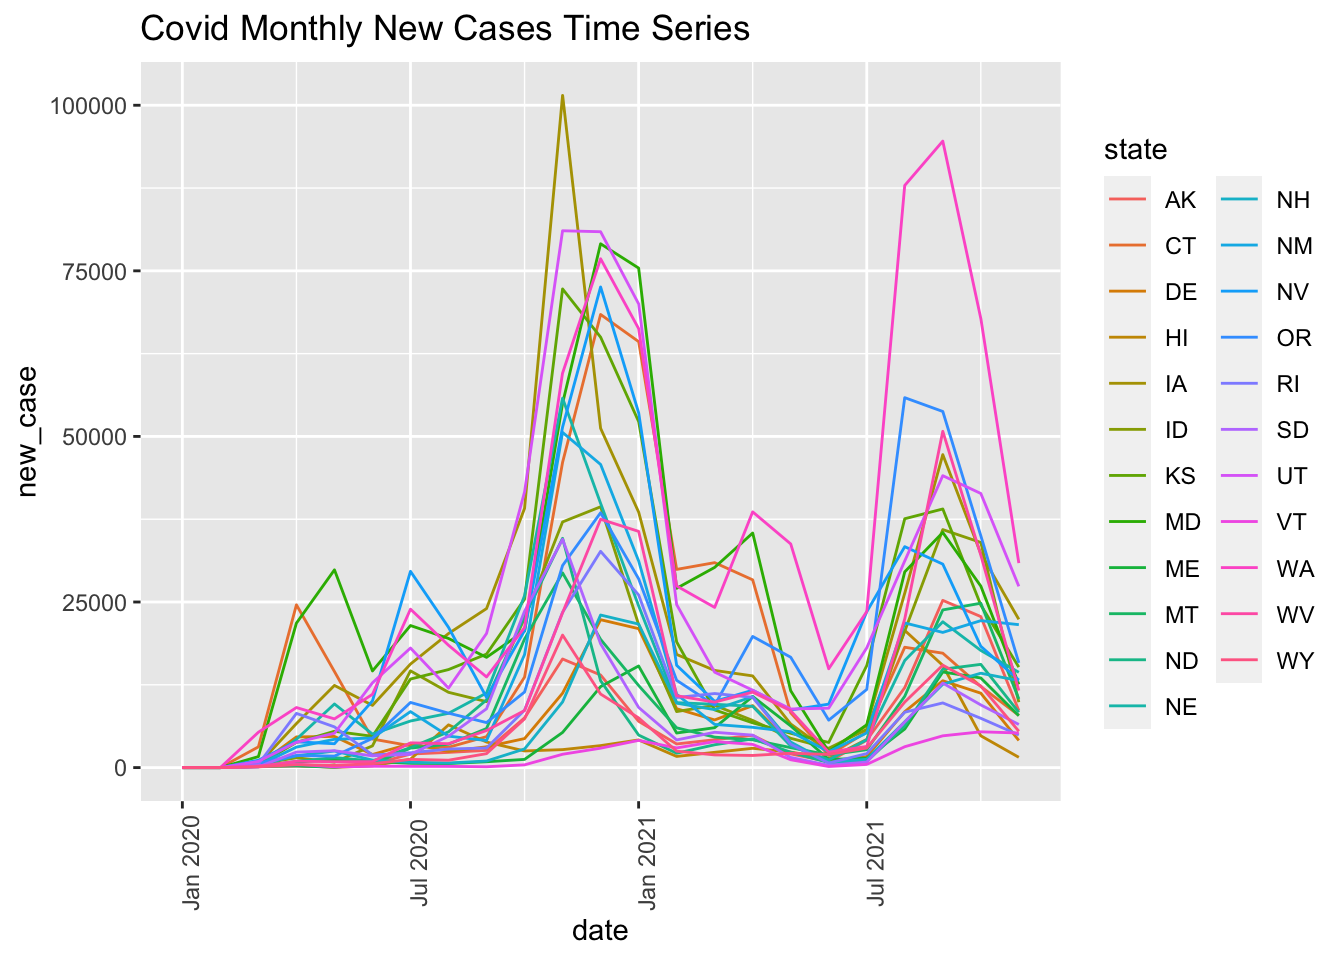 Covid Monthly New Cases Time Series
100000
75000
50000
25000
0
new_case
Jan 2020
Jul 2020
Jan 2021
Jul 2021
date
state
AK
CT
DE
HI
IA
ID
KS
MD
ME
MT
ND
NE
NH
NM
NV
OR
RI
SD
UT
VT
WA
WV
WY